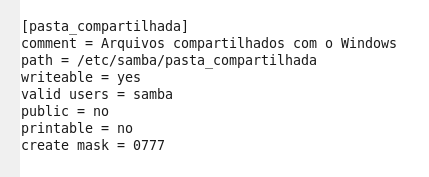 [pasta_compartilhada]
comment = Arquivos compartilhados com o Windows
path = /etc/samba/pasta_compartilhada
writeable = yes
valid users = samba
public = no
printable = no
create mask = 0777